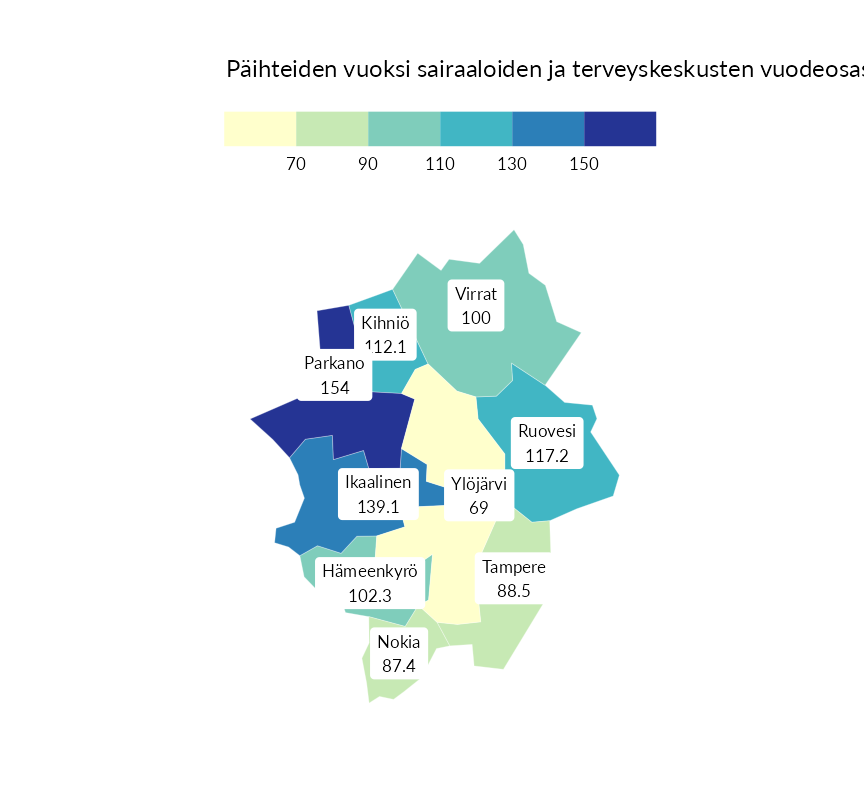 Päihteiden vuoksi sairaaloiden ja terveyskeskusten
70 90 110 130 150
Virrat
100
Kihniö
112.1
Parkano
154
Ruovesi
117.2
Ikaalinen
139.1
Ylöjärvi
69
Hämeenkyrö
102.3
Tampere
88.5
Nokia
87.4